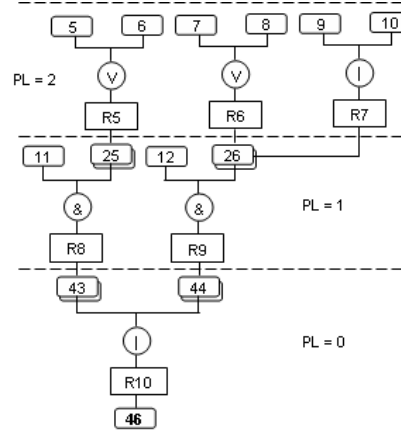 5 6 7 8 9 10
PL = 2 V V |
R5 R6 R7
11 25 12 26
& & PL = 1
R8 R9
43 44
| PL = 0
R10
46